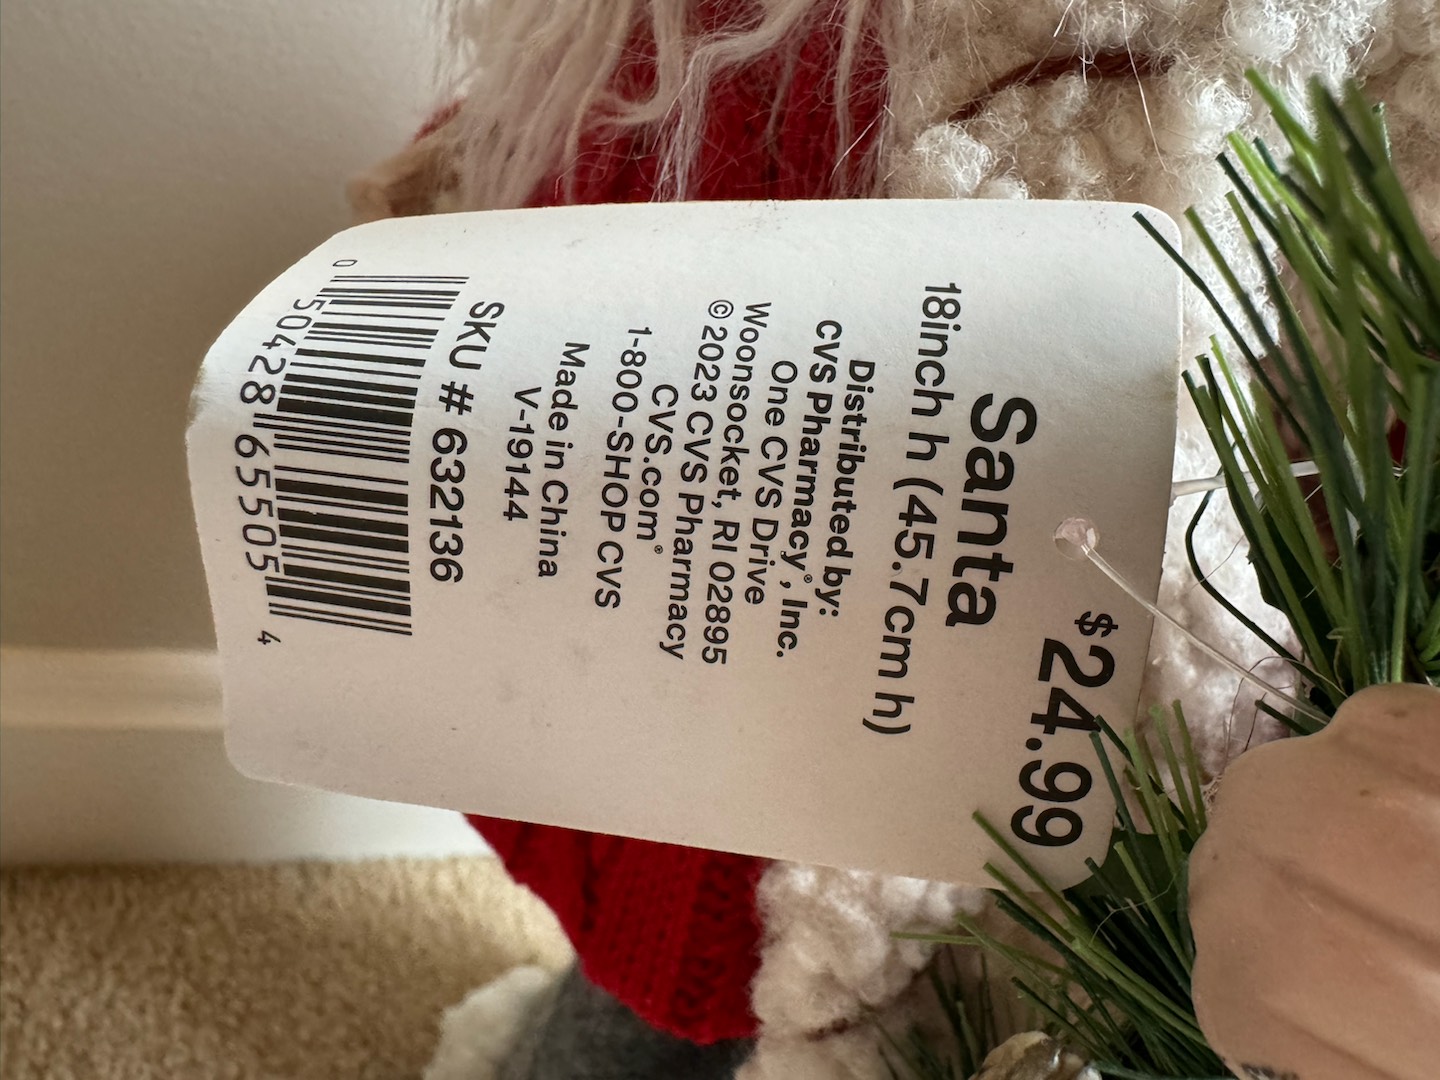 $24.99
Santa
18inch h (45.7cm h)
Distributed by:
CVS Pharmacy®, Inc.
One CVS Drive
Woonsocket, RI 02895
© 2023 CVS Pharmacy
CVS.com®
1-800-SHOP CVS
Made in China
V-19144
SKU # 632136
0 50428 65505 4